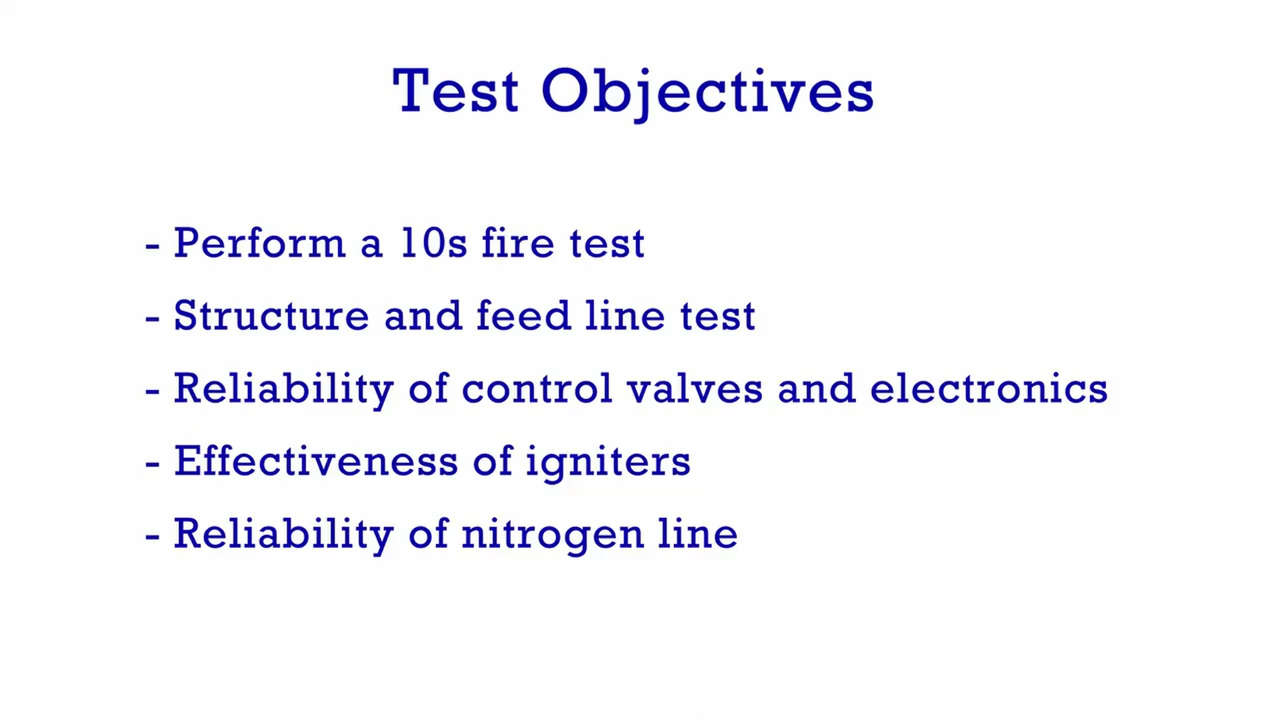 Test Objectives
- Perform a 10s fire test
- Structure and feed line test
- Reliability of control valves and electronics
- Effectiveness of igniters
- Reliability of nitrogen line